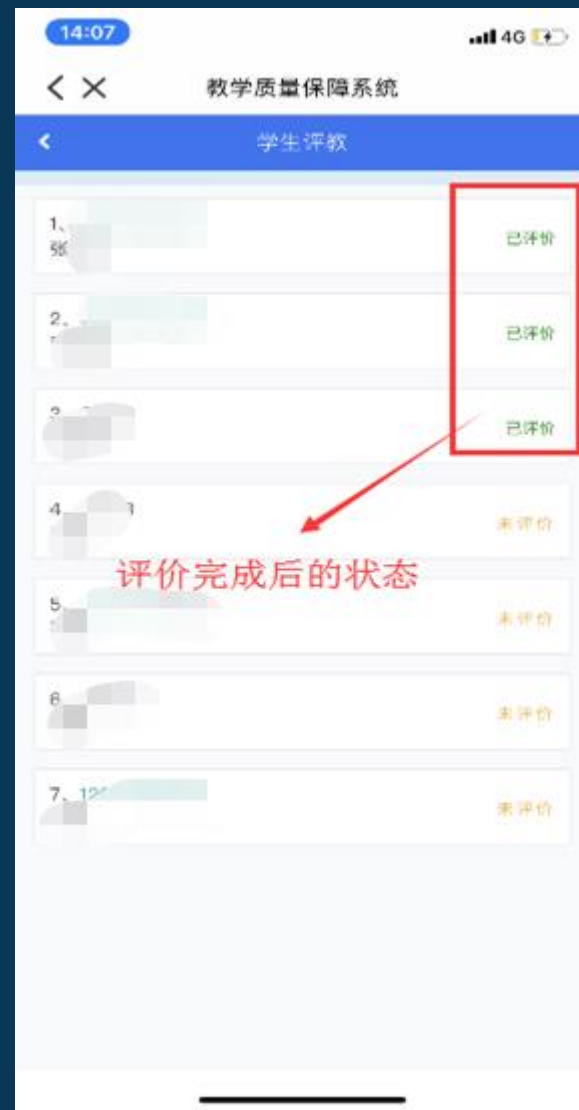 14:07
4G
教学质量保障系统
学生评教
1、
张
已评价
2、
已评价
3、
已评价
4、
未评价
评价完成后的状态
5、
未评价
6
未评价
7、12
未评价